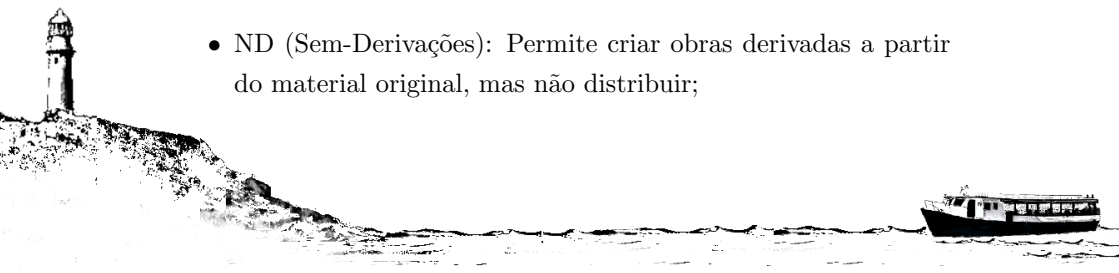 • ND (Sem-Derivações): Permite criar obras derivadas a partir
do material original, mas não distribuir;